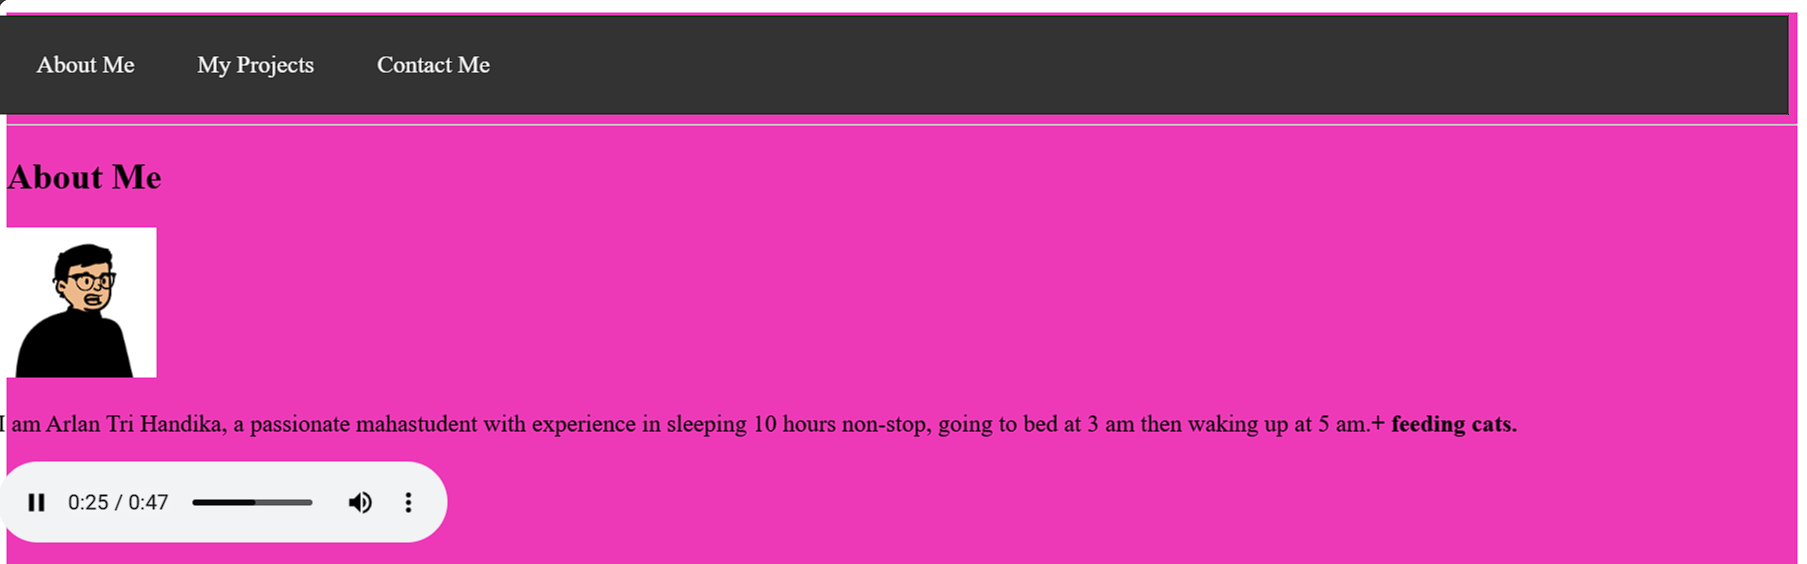 About Me My Projects Contact Me
About Me
I am Arlan Tri Handika, a passionate mahastudent with experience in sleeping 10 hours non-stop, going to bed at 3 am then waking up at 5 am.+ feeding cats.
0:25 / 0:47